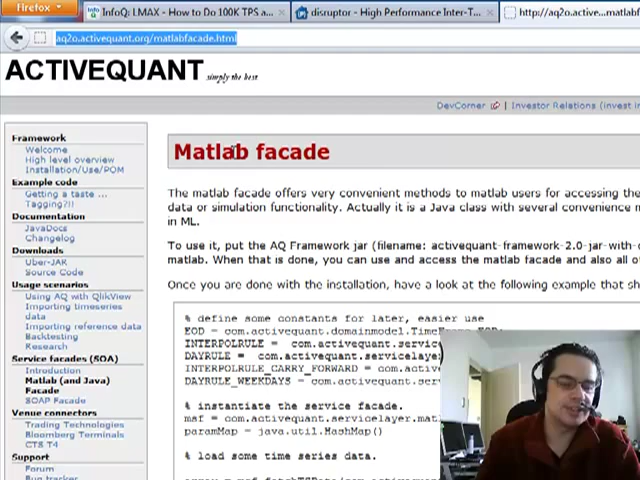 Firefox
InfoQ: LMAX - How to Do 100K TPS a...
disruptor - High Performance Inter-T...
http://aq2o.active...matlabf
aq2o.activequant.org/matlabfacade.html
ACTIVEQUANT simply the best
DevCorner | Investor Relations (invest i
Framework
Welcome
High level overview
Installation/Use/POM
Example code
Getting a taste ...
Tagging?!!
Documentation
JavaDocs
Changelog
Downloads
Uber-JAR
Source Code
Usage scenarios
Using AQ with QlikView
Importing timeseries
data
Importing reference data
Backtesting
Research
Service facades (SOA)
Introduction
Matlab (and Java)
Facade
SOAP Facade
Venue connectors
Trading Technologies
Bloomberg Terminals
CTS T4
Support
Forum
Bug tracker
Matlab facade
The matlab facade offers very convenient methods to matlab users for accessing the
data or simulation functionality. Actually it is a Java class with several convenience m
in ML.
To use it, put the AQ Framework jar (filename: activequant-framework-2.0-jar-with-
matlab. When that is done, you can use and access the matlab facade and also all o
Once you are done with the installation, have a look at the following example that sh
% define some constants for later, easier use
EOD = com.activequant.domainmodel.TimeFrame.EOD;
INTERPOLRULE = com.activequant.servic
DAYRULE = com.activequant.servicelayer
INTERPOLRULE_CARRY_FORWARD = com.activ
DAYRULE_WEEKDAYS = com.activequant.ser
% instantiate the service facade.
msf = com.activequant.servicelayer.mat
paramMap = java.util.HashMap()
% load some time series data.